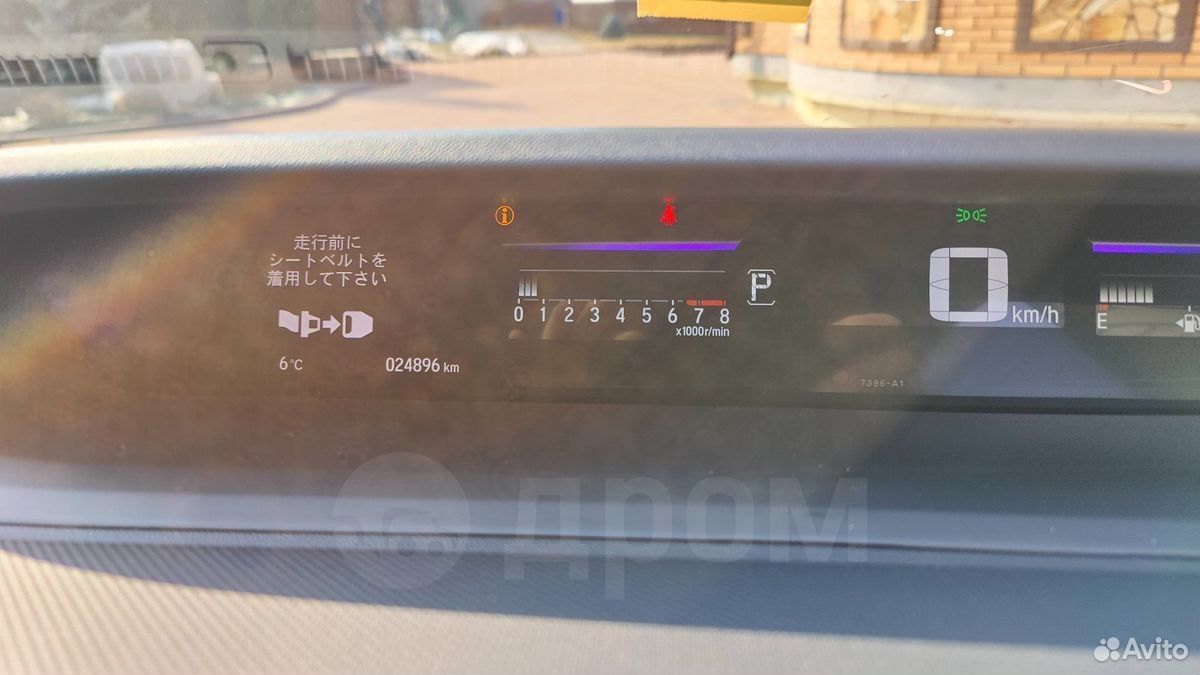 走行前に
シートベルトを
着用して下さい
6°C
024896 km
0 1 2 3 4 5 6 7 8
x1000r/min
P
0 km/h
E
7396-A1
дром
Avito